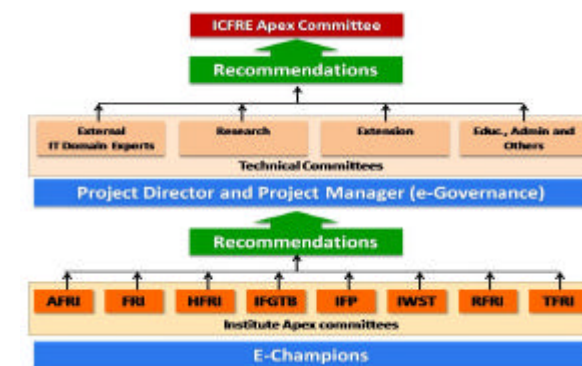 ICFRE Apex Committee
Recommendations
External
IT Domain Experts
Research
Extension
Educ., Admin and
Others
Technical Committees
Project Director and Project Manager (e-Governance)
Recommendations
AFRI
FRI
HFRI
IFGTB
IFP
IWST
RFRI
TFRI
Institute Apex committees
E-Champions